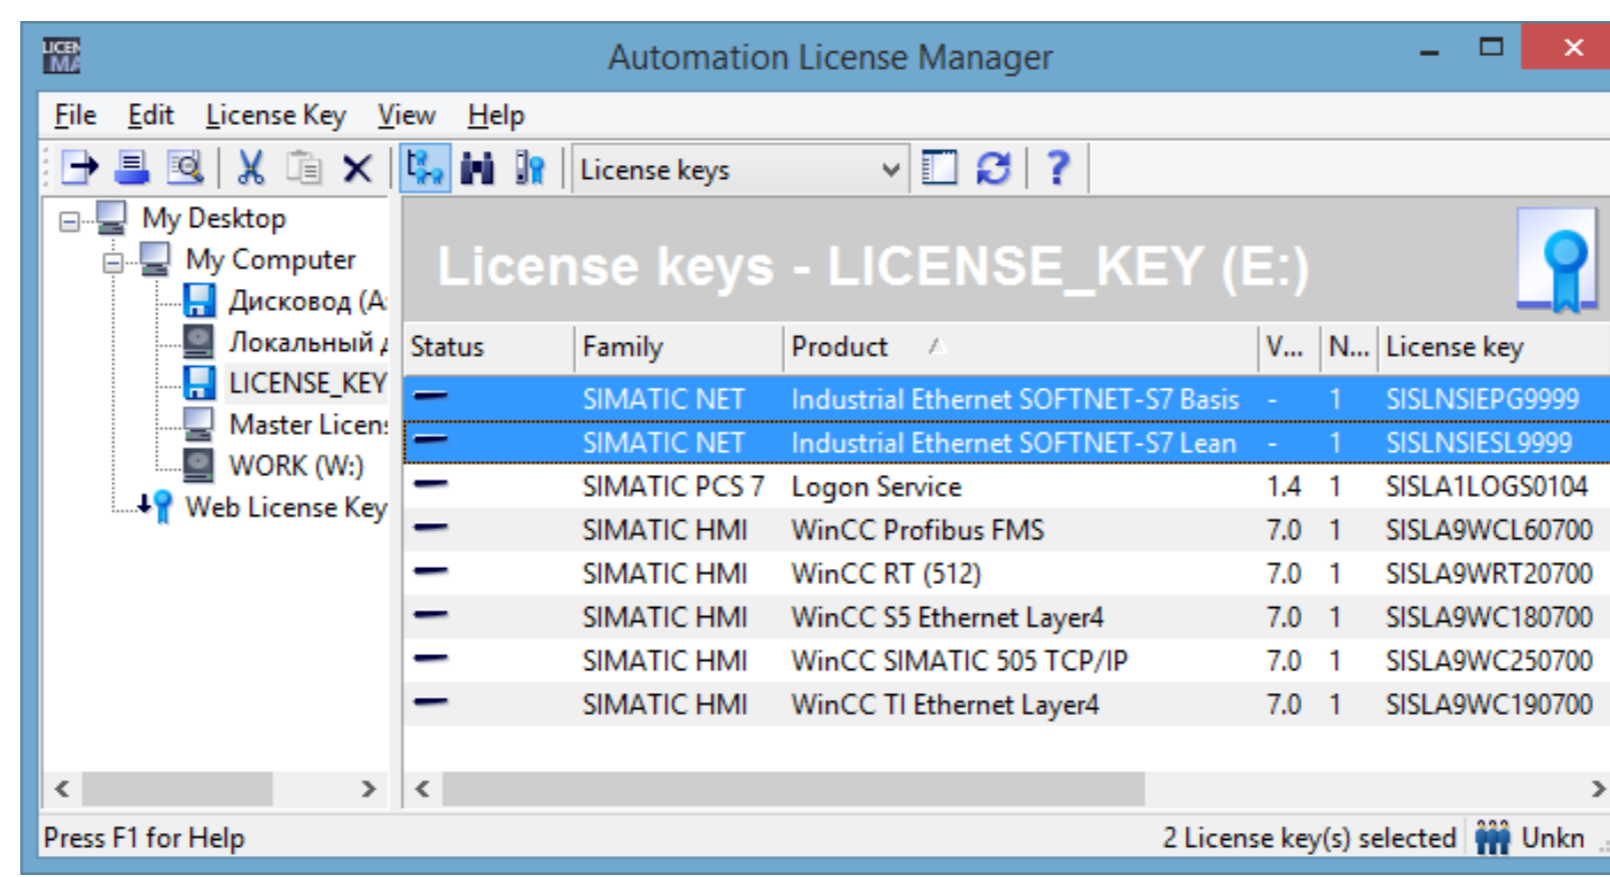 LICEN
MA
Automation License Manager
File Edit License Key View Help
License keys
My Desktop
My Computer
Дисковод (A:
Локальный д
LICENSE_KEY
Master Licens
WORK (W:)
Web License Key
License keys - LICENSE_KEY (E:)
Status Family Product V... N... License key
SIMATIC NET Industrial Ethernet SOFTNET-S7 Basis - 1 SISLNSIEPG9999
SIMATIC NET Industrial Ethernet SOFTNET-S7 Lean - 1 SISLNSIESL9999
SIMATIC PCS 7 Logon Service 1.4 1 SISLA1LOGS0104
SIMATIC HMI WinCC Profibus FMS 7.0 1 SISLA9WCL60700
SIMATIC HMI WinCC RT (512) 7.0 1 SISLA9WRT20700
SIMATIC HMI WinCC S5 Ethernet Layer4 7.0 1 SISLA9WC180700
SIMATIC HMI WinCC SIMATIC 505 TCP/IP 7.0 1 SISLA9WC250700
SIMATIC HMI WinCC TI Ethernet Layer4 7.0 1 SISLA9WC190700
Press F1 for Help 2 License key(s) selected Unkn